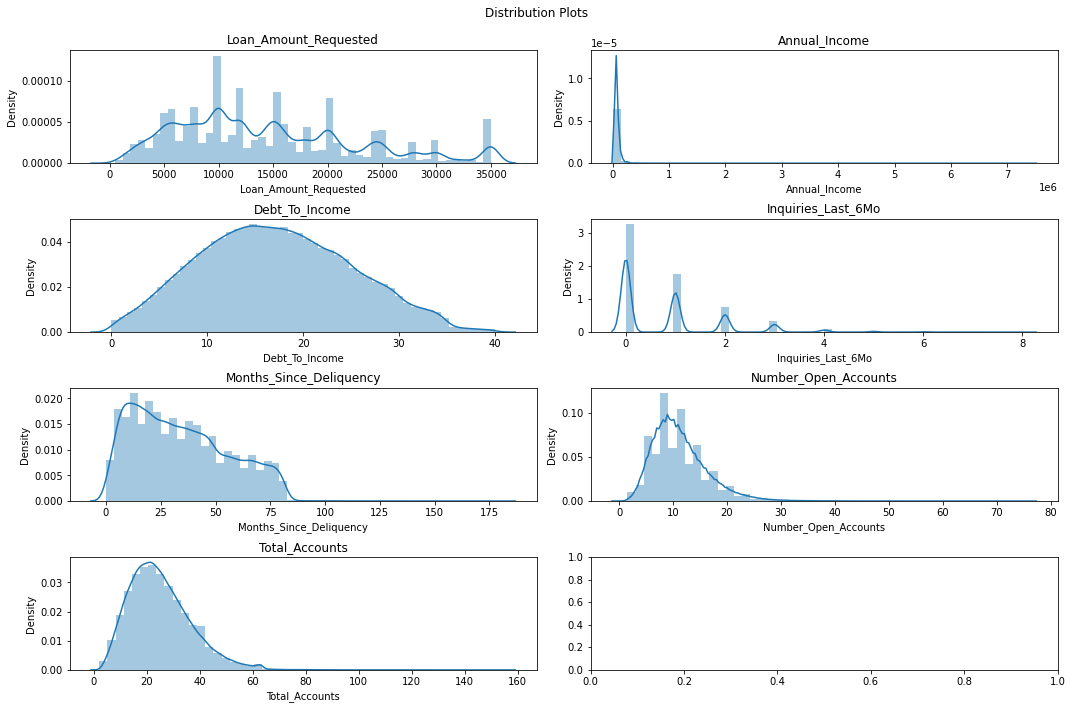 Distribution Plots
Loan_Amount_Requested
Density
0.00010
0.00005
0.00000
0 5000 10000 15000 20000 25000 30000 35000
Loan_Amount_Requested
Annual_Income
1e−5
Density
1.0
0.5
0.0
0 1 2 3 4 5 6 7
1e6
Annual_Income
Debt_To_Income
Density
0.04
0.02
0.00
0 10 20 30 40
Debt_To_Income
Inquiries_Last_6Mo
Density
3
2
1
0
0 2 4 6 8
Inquiries_Last_6Mo
Months_Since_Deliquency
Density
0.020
0.015
0.010
0.005
0.000
0 25 50 75 100 125 150 175
Months_Since_Deliquency
Number_Open_Accounts
Density
0.10
0.05
0.00
0 10 20 30 40 50 60 70 80
Number_Open_Accounts
Total_Accounts
Density
0.03
0.02
0.01
0.00
0 20 40 60 80 100 120 140 160
Total_Accounts
1.0
0.8
0.6
0.4
0.2
0.0
0.0 0.2 0.4 0.6 0.8 1.0